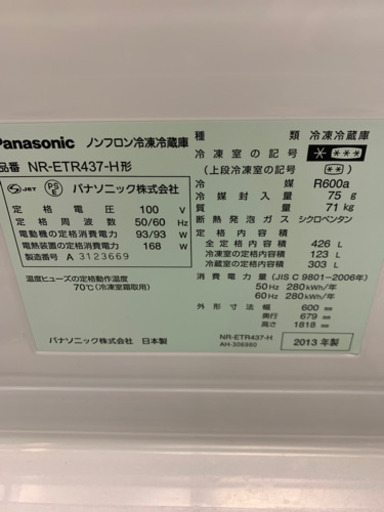 Panasonic ノンフロン冷凍冷蔵庫
品番 NR-ETR437-H形
JET PSE パナソニック株式会社
定格電圧 100 V
定格周波数 50/60 Hz
電動機の定格消費電力 93/93 W
電熱装置の定格消費電力 168 W
製造番号 A 3123669
温度ヒューズの定格動作温度
70℃(冷凍室霜取用)
パナソニック株式会社 日本製
種類 冷凍冷蔵庫
冷凍室の記号
(上段冷凍室の記号 )
冷媒 R600a
冷媒封入量 75 g
質量 71 kg
断熱発泡ガス シクロペンタン
定格内容積
全定格内容積 426 L
冷凍室の定格内容積 123 L
冷蔵室の定格内容積 303 L
消費電力量(JIS C 9801-2006年)
50Hz 280kWh/年
60Hz 280kWh/年
外形寸法 幅 600 mm
奥行 679 mm
高さ 1818 mm
NR-ETR437-H
AH-306980
2013年製